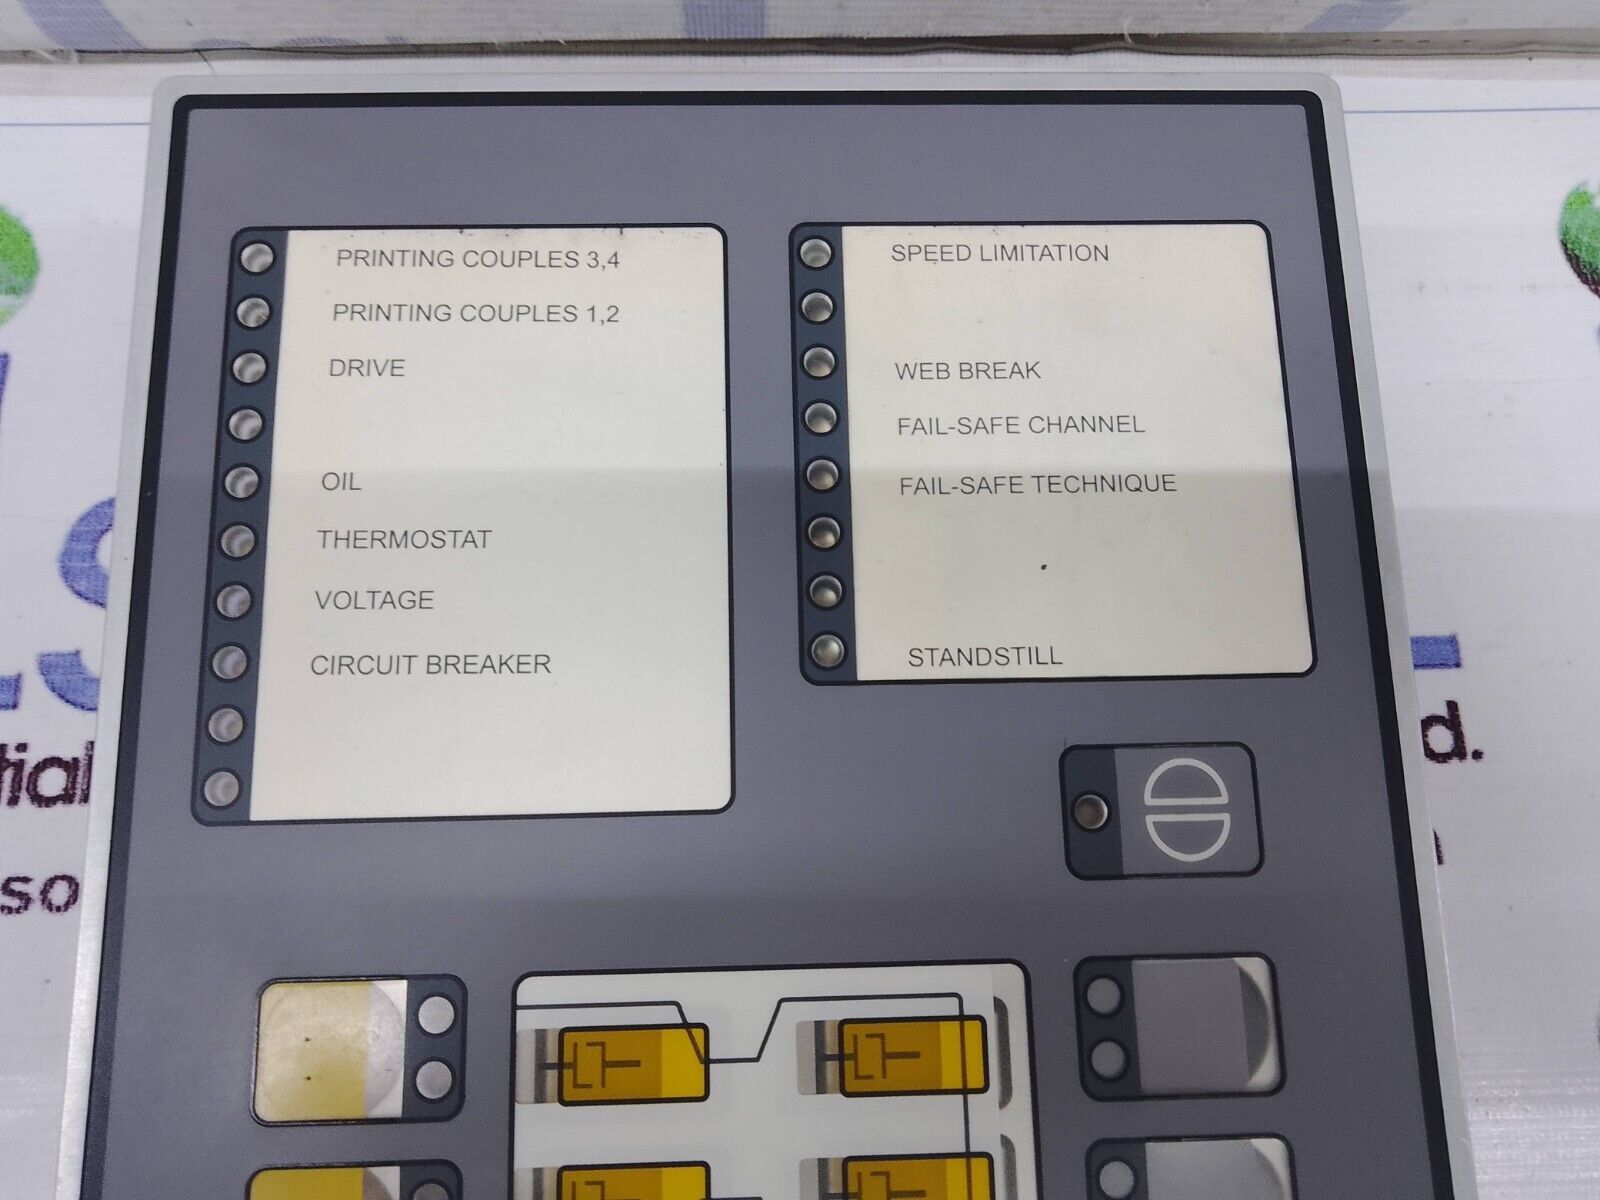 PRINTING COUPLES 3,4
PRINTING COUPLES 1,2
DRIVE
OIL
THERMOSTAT
VOLTAGE
CIRCUIT BREAKER
SPEED LIMITATION
WEB BREAK
FAIL-SAFE CHANNEL
FAIL-SAFE TECHNIQUE
STANDSTILL